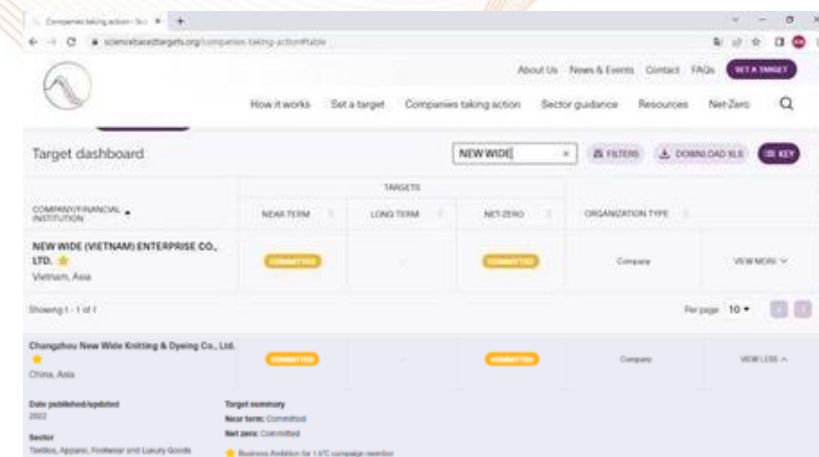 Companies taking action - Sci
sciencebasedtargets.org/companies-taking-action#table
About Us News & Events Contact FAQs SET A TARGET
How it works Set a target Companies taking action Sector guidance Resources Net-Zero
Target dashboard NEW WIDE × FILTERS DOWNLOAD XLS KEY
TARGETS
COMPANY/FINANCIAL INSTITUTION NEAR TERM LONG TERM NET-ZERO ORGANIZATION TYPE
NEW WIDE (VIETNAM) ENTERPRISE CO., LTD.
COMMITTED - COMMITTED Company VIEW MORE
Vietnam, Asia
Showing 1 - 1 of 1 Per page 10
Changzhou New Wide Knitting & Dyeing Co., Ltd.
COMMITTED - COMMITTED Company VIEW LESS
China, Asia
Date published/updated Target summary
2022 Near term: Committed
Net zero: Committed
Sector
Textiles, Apparel, Footwear and Luxury Goods Business Ambition for 1.5°C campaign member